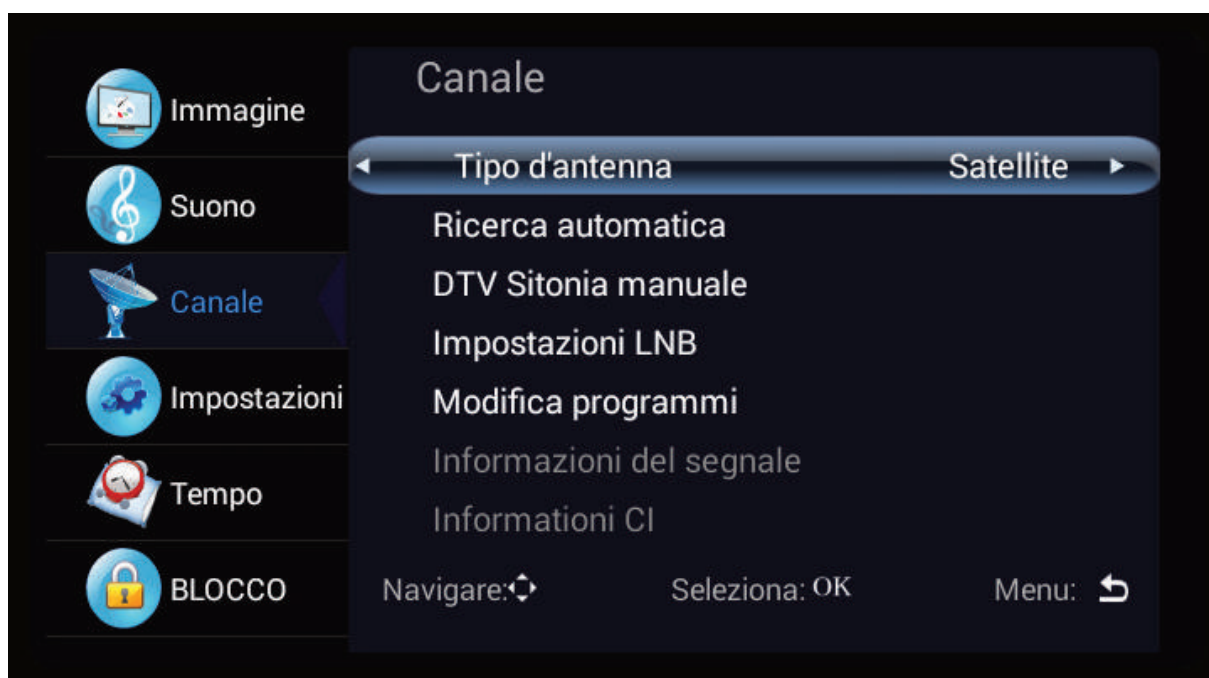 Immagine
Suono
Canale
Impostazioni
Tempo
BLOCCO
Canale
Tipo d'antenna Satellite
Ricerca automatica
DTV Sitonia manuale
Impostazioni LNB
Modifica programmi
Informazioni del segnale
Informationi CI
Navigare: Seleziona: OK Menu: